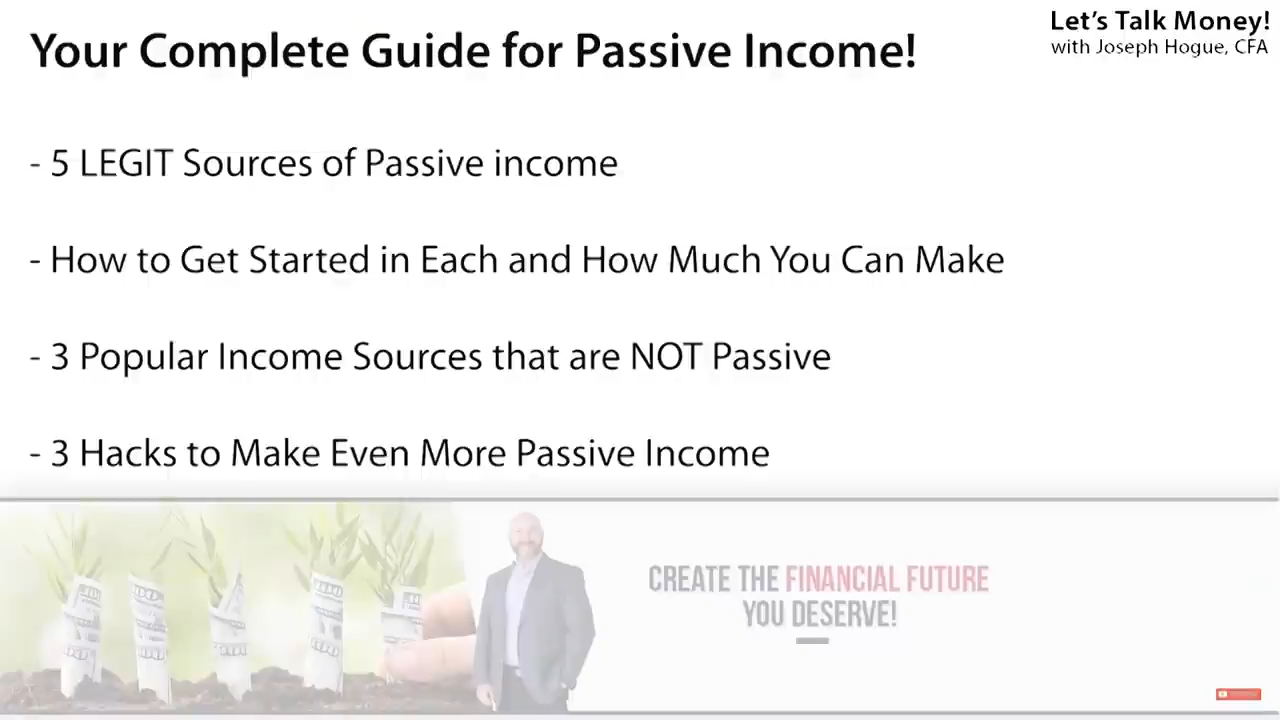 Your Complete Guide for Passive Income!
Let's Talk Money!
with Joseph Hogue, CFA
- 5 LEGIT Sources of Passive income
- How to Get Started in Each and How Much You Can Make
- 3 Popular Income Sources that are NOT Passive
- 3 Hacks to Make Even More Passive Income
CREATE THE FINANCIAL FUTURE
YOU DESERVE!